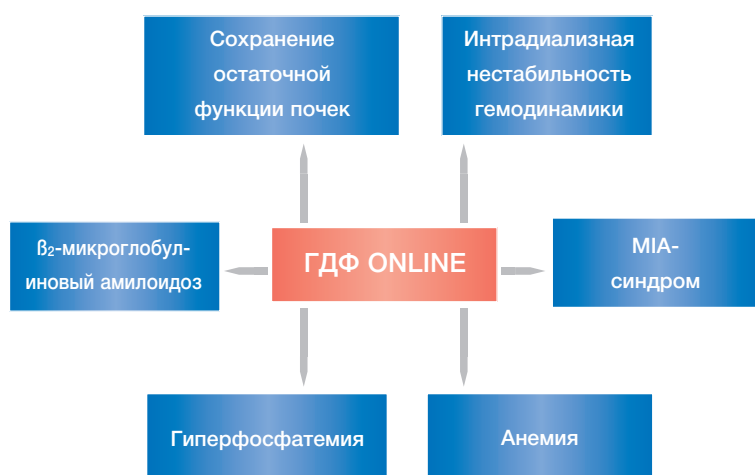 Сохранение
остаточной
функции почек
Интрадиализная
нестабильность
гемодинамики
ß₂-микроглобул-
иновый амилоидоз
ГДФ ONLINE
MIA-
синдром
Гиперфосфатемия
Анемия